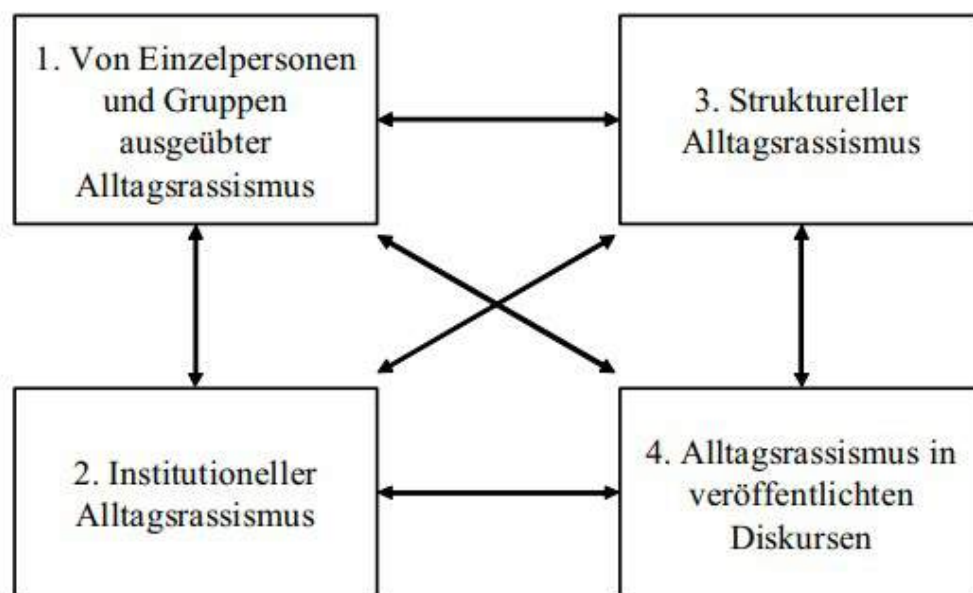 1. Von Einzelpersonen
und Gruppen
ausgeübter
Alltagsrassismus
2. Institutioneller
Alltagsrassismus
3. Struktureller
Alltagsrassismus
4. Alltagsrassismus in
veröffentlichten
Diskursen